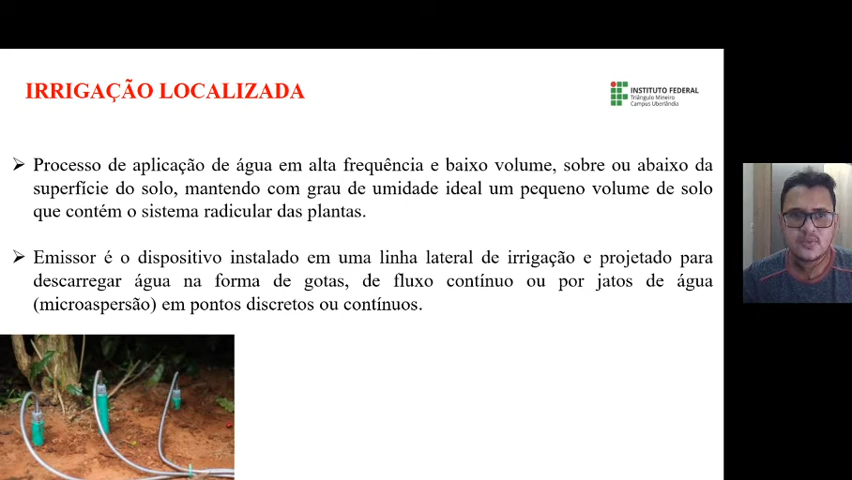 IRRIGAÇÃO LOCALIZADA
INSTITUTO FEDERAL
Triângulo Mineiro
Campus Uberlândia
Processo de aplicação de água em alta frequência e baixo volume, sobre ou abaixo da
superfície do solo, mantendo com grau de umidade ideal um pequeno volume de solo
que contém o sistema radicular das plantas.
Emissor é o dispositivo instalado em uma linha lateral de irrigação e projetado para
descarregar água na forma de gotas, de fluxo contínuo ou por jatos de água
(microaspersão) em pontos discretos ou contínuos.